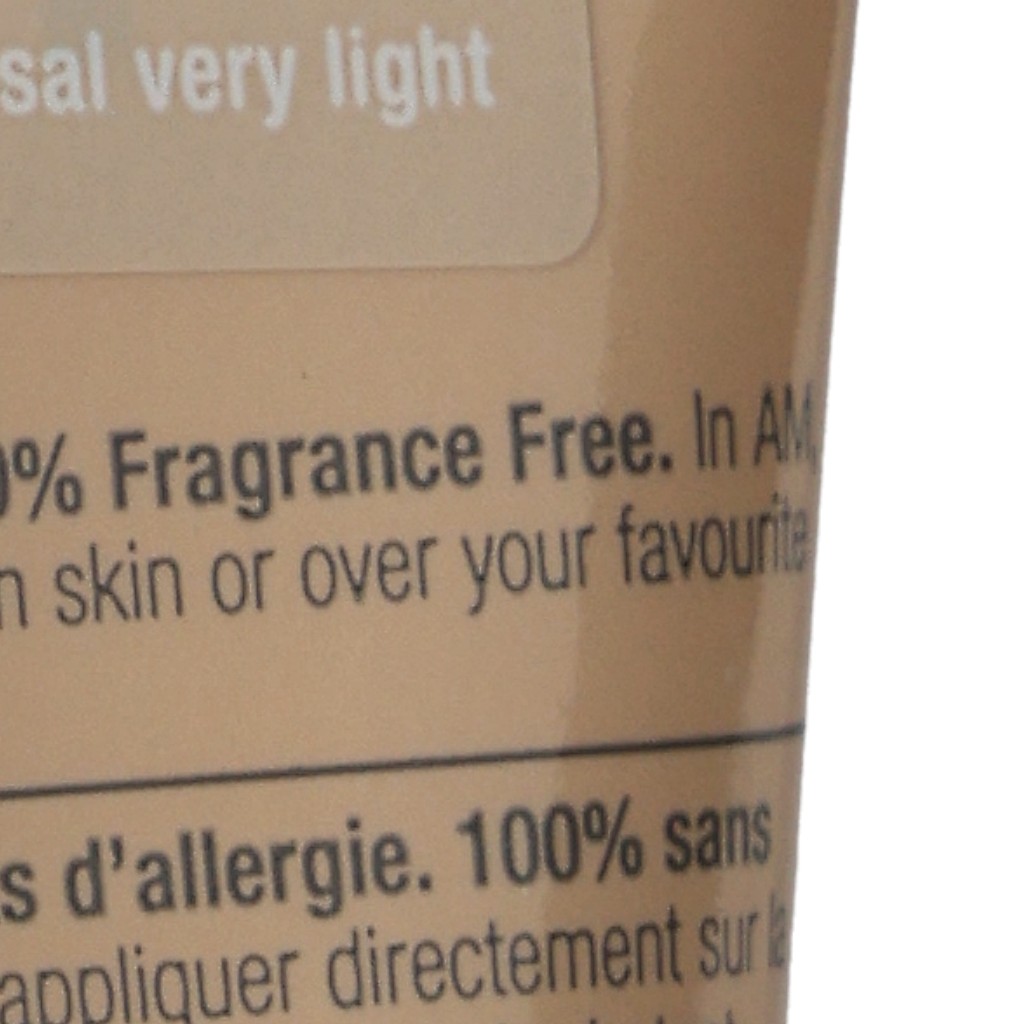 sal very light
0% Fragrance Free. In AM,
n skin or over your favourite
s d'allergie. 100% sans
appliquer directement sur la